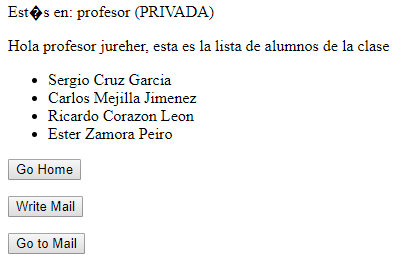 Est�s en: profesor (PRIVADA)
Hola profesor jureher, esta es la lista de alumnos de la clase
• Sergio Cruz Garcia
• Carlos Mejilla Jimenez
• Ricardo Corazon Leon
• Ester Zamora Peiro
Go Home
Write Mail
Go to Mail